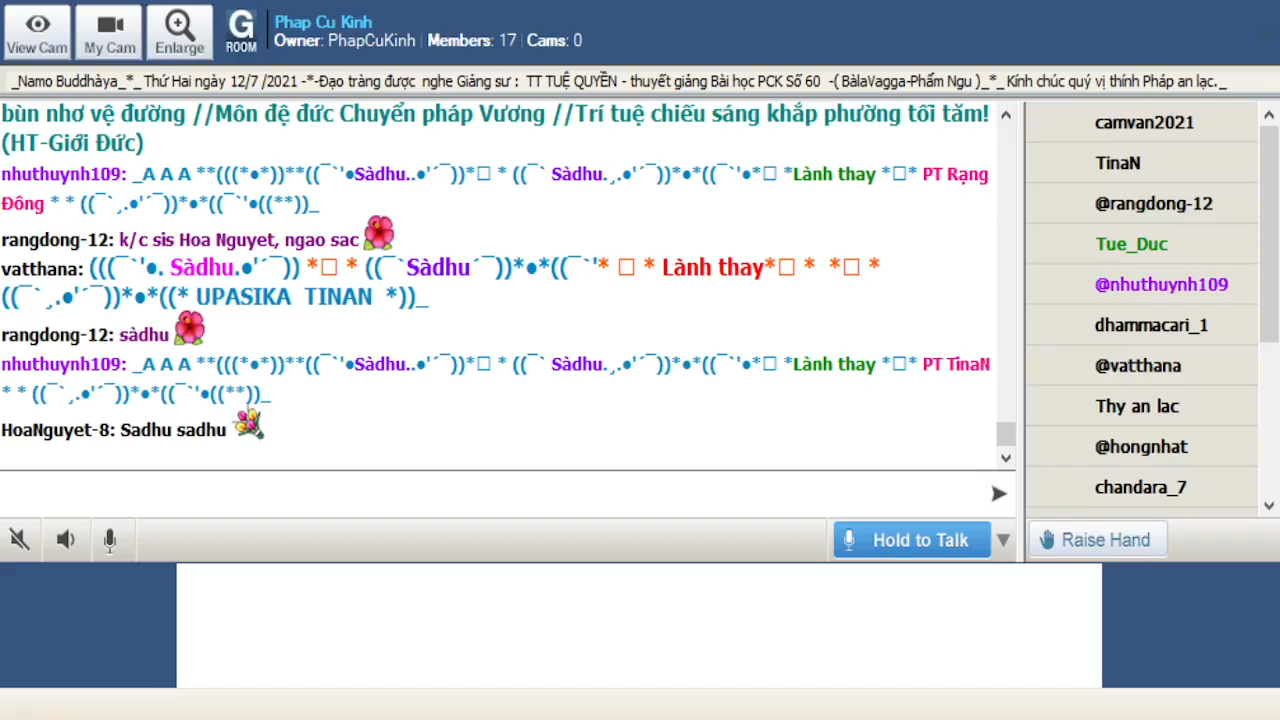 View Cam
My Cam
Enlarge
G
ROOM
Phap Cu Kinh
Owner: PhapCuKinh | Members: 17 | Cams: 0
_Namo Buddhàya_*_ Thứ Hai ngày 12/7 /2021 -*-Đạo tràng được nghe Giảng sư : TT TUỆ QUYỀN - thuyết giảng Bài học PCK Số 60 -( BàlaVagga-Phẩm Ngu )_*_Kính chúc quý vị thính Pháp an lạc._
bùn nhơ vệ đường //Môn đệ đức Chuyển pháp Vương //Trí tuệ chiếu sáng khắp phường tối tăm!
(HT-Giới Đức)
nhuthuynh109: _A A A **(((*•*))**((¯`'•Sàdhu..•'´¯))*□ * ((¯` Sàdhu.¸.•'´¯))*•*((¯`'•*□ *Lành thay *□* PT Rạng
Đông * * ((¯`¸.•'´¯))*•*((¯`'•((**))_
rangdong-12: k/c sis Hoa Nguyet, ngao sac
vatthana: (((¯`'•. Sàdhu.•'´¯)) *□ * ((¯`Sàdhu´¯))*•*((¯`'* □ * Lành thay*□ * *□ *
((¯`¸.•'´¯))*•*((* UPASIKA TINAN *))_
rangdong-12: sàdhu
nhuthuynh109: _A A A **(((*•*))**((¯`'•Sàdhu..•'´¯))*□ * ((¯` Sàdhu.¸.•'´¯))*•*((¯`'•*□ *Lành thay *□* PT TinaN
* * ((¯`¸.•'´¯))*•*((¯`'•((**))_
HoaNguyet-8: Sadhu sadhu
camvan2021
TinaN
@rangdong-12
Tue_Duc
@nhuthuynh109
dhammacari_1
@vatthana
Thy an lac
@hongnhat
chandara_7
Hold to Talk
Raise Hand